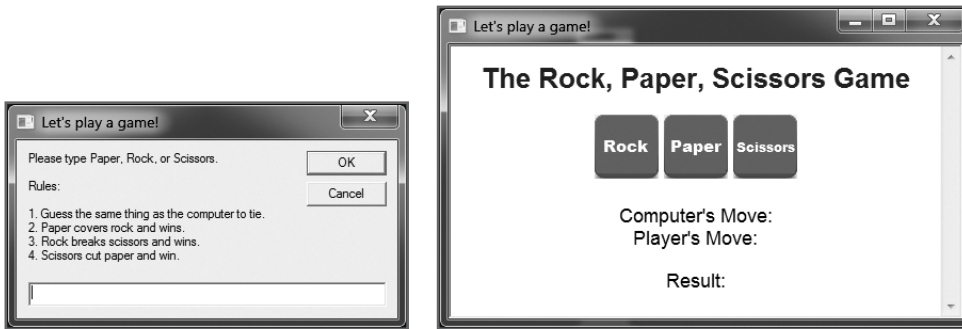 Let's play a game!
Please type Paper, Rock, or Scissors.
OK
Rules:
Cancel
1. Guess the same thing as the computer to tie.
2. Paper covers rock and wins.
3. Rock breaks scissors and wins.
4. Scissors cut paper and win.
Let's play a game!
The Rock, Paper, Scissors Game
Rock Paper Scissors
Computer's Move:
Player's Move:
Result: